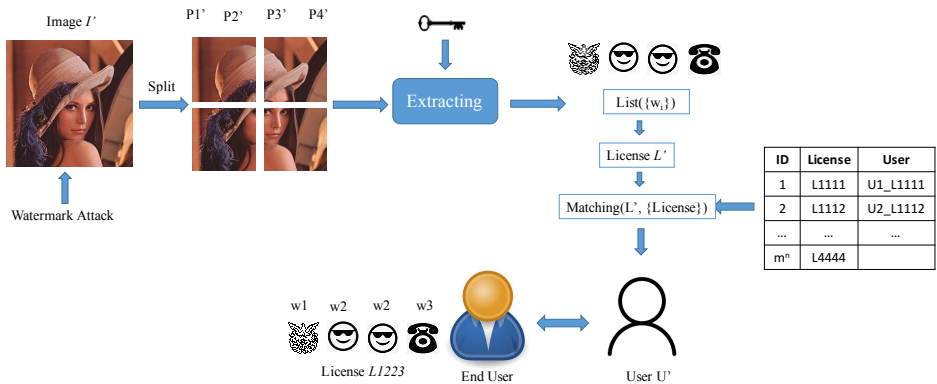 Image I’
P1’ P2’ P3’ P4’
Split
Extracting
List({wᵢ})
License L’
Matching(L’, {License})
Watermark Attack
ID License User
1 L1111 U1_L1111
2 L1112 U2_L1112
... ... ...
mⁿ L4444
w1 w2 w2 w3
License L1223
End User
User U’